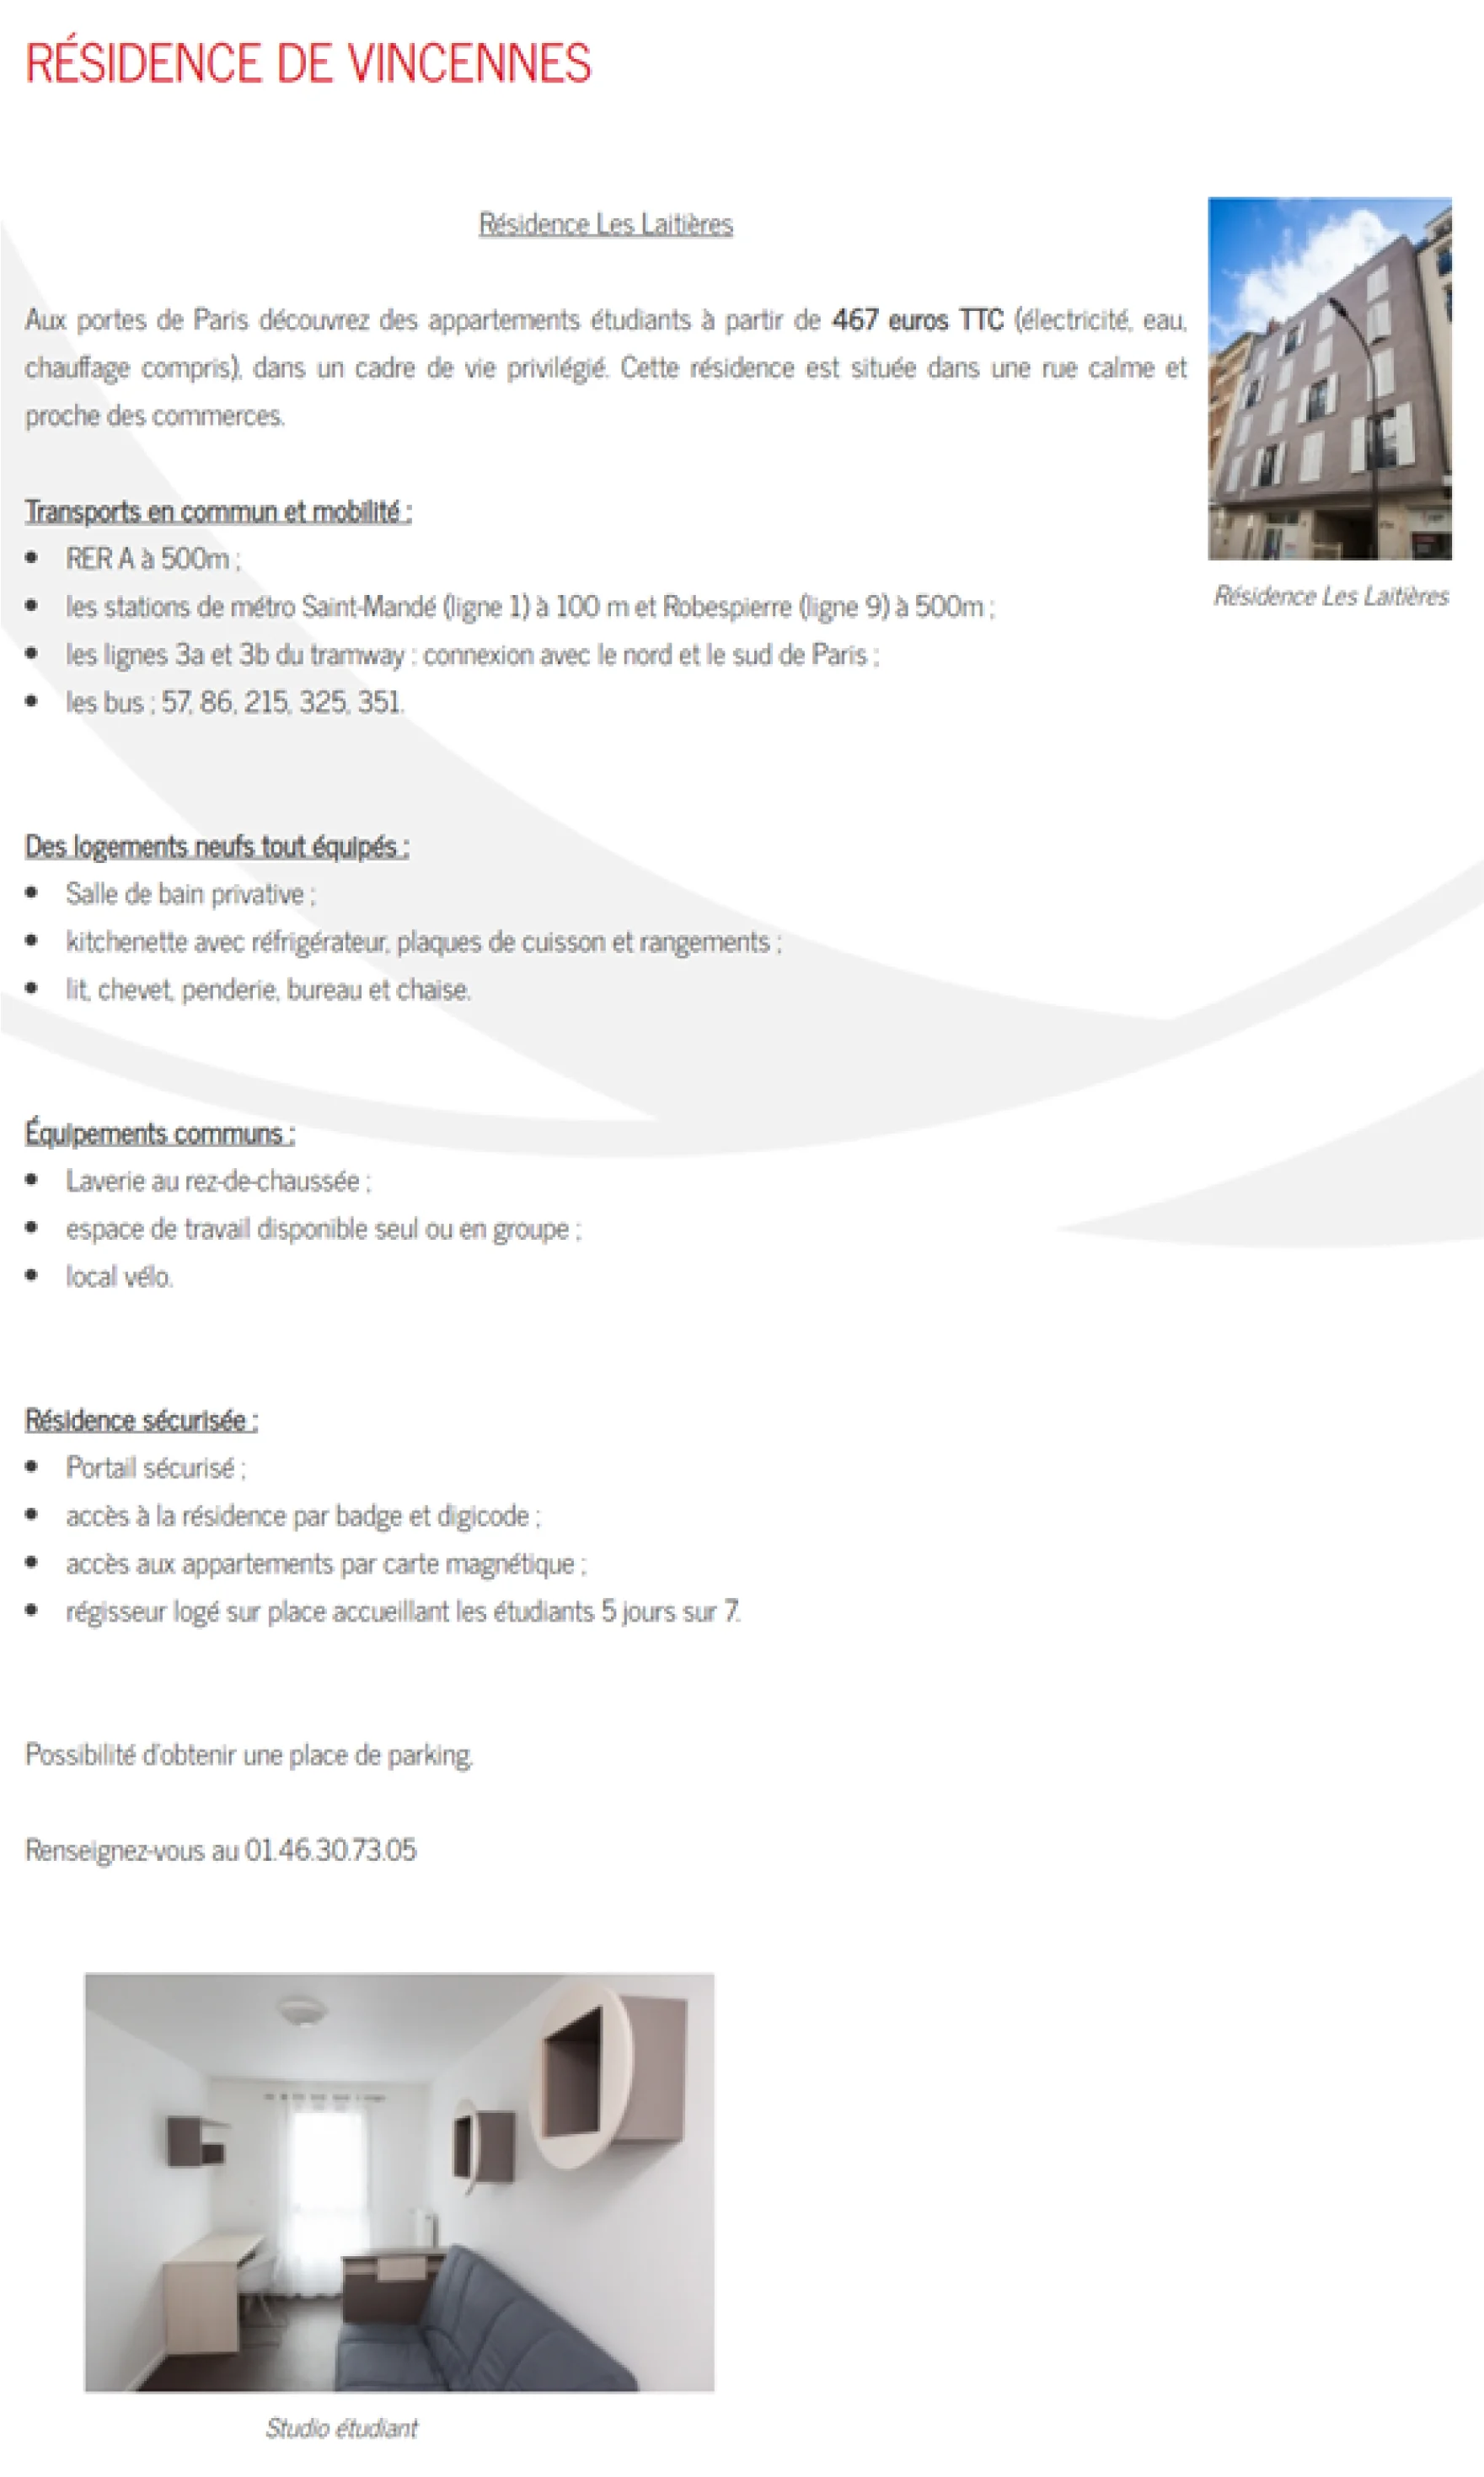 RÉSIDENCE DE VINCENNES
Résidence Les Laitières
Aux portes de Paris découvrez des appartements étudiants à partir de 467 euros TTC (électricité, eau,
chauffage compris), dans un cadre de vie privilégié. Cette résidence est située dans une rue calme et
proche des commerces.
Résidence Les Laitières
Transports en commun et mobilité :
• RER A à 500m ;
• les stations de métro Saint-Mandé (ligne 1) à 100 m et Robespierre (ligne 9) à 500m ;
• les lignes 3a et 3b du tramway : connexion avec le nord et le sud de Paris ;
• les bus : 57, 86, 215, 325, 351.
Des logements neufs tout équipés :
• Salle de bain privative ;
• kitchenette avec réfrigérateur, plaques de cuisson et rangements ;
• lit, chevet, penderie, bureau et chaise.
Équipements communs :
• Laverie au rez-de-chaussée ;
• espace de travail disponible seul ou en groupe ;
• local vélo.
Résidence sécurisée :
• Portail sécurisé ;
• accès à la résidence par badge et digicode ;
• accès aux appartements par carte magnétique ;
• régisseur logé sur place accueillant les étudiants 5 jours sur 7.
Possibilité d'obtenir une place de parking.
Renseignez-vous au 01.46.30.73.05
Studio étudiant